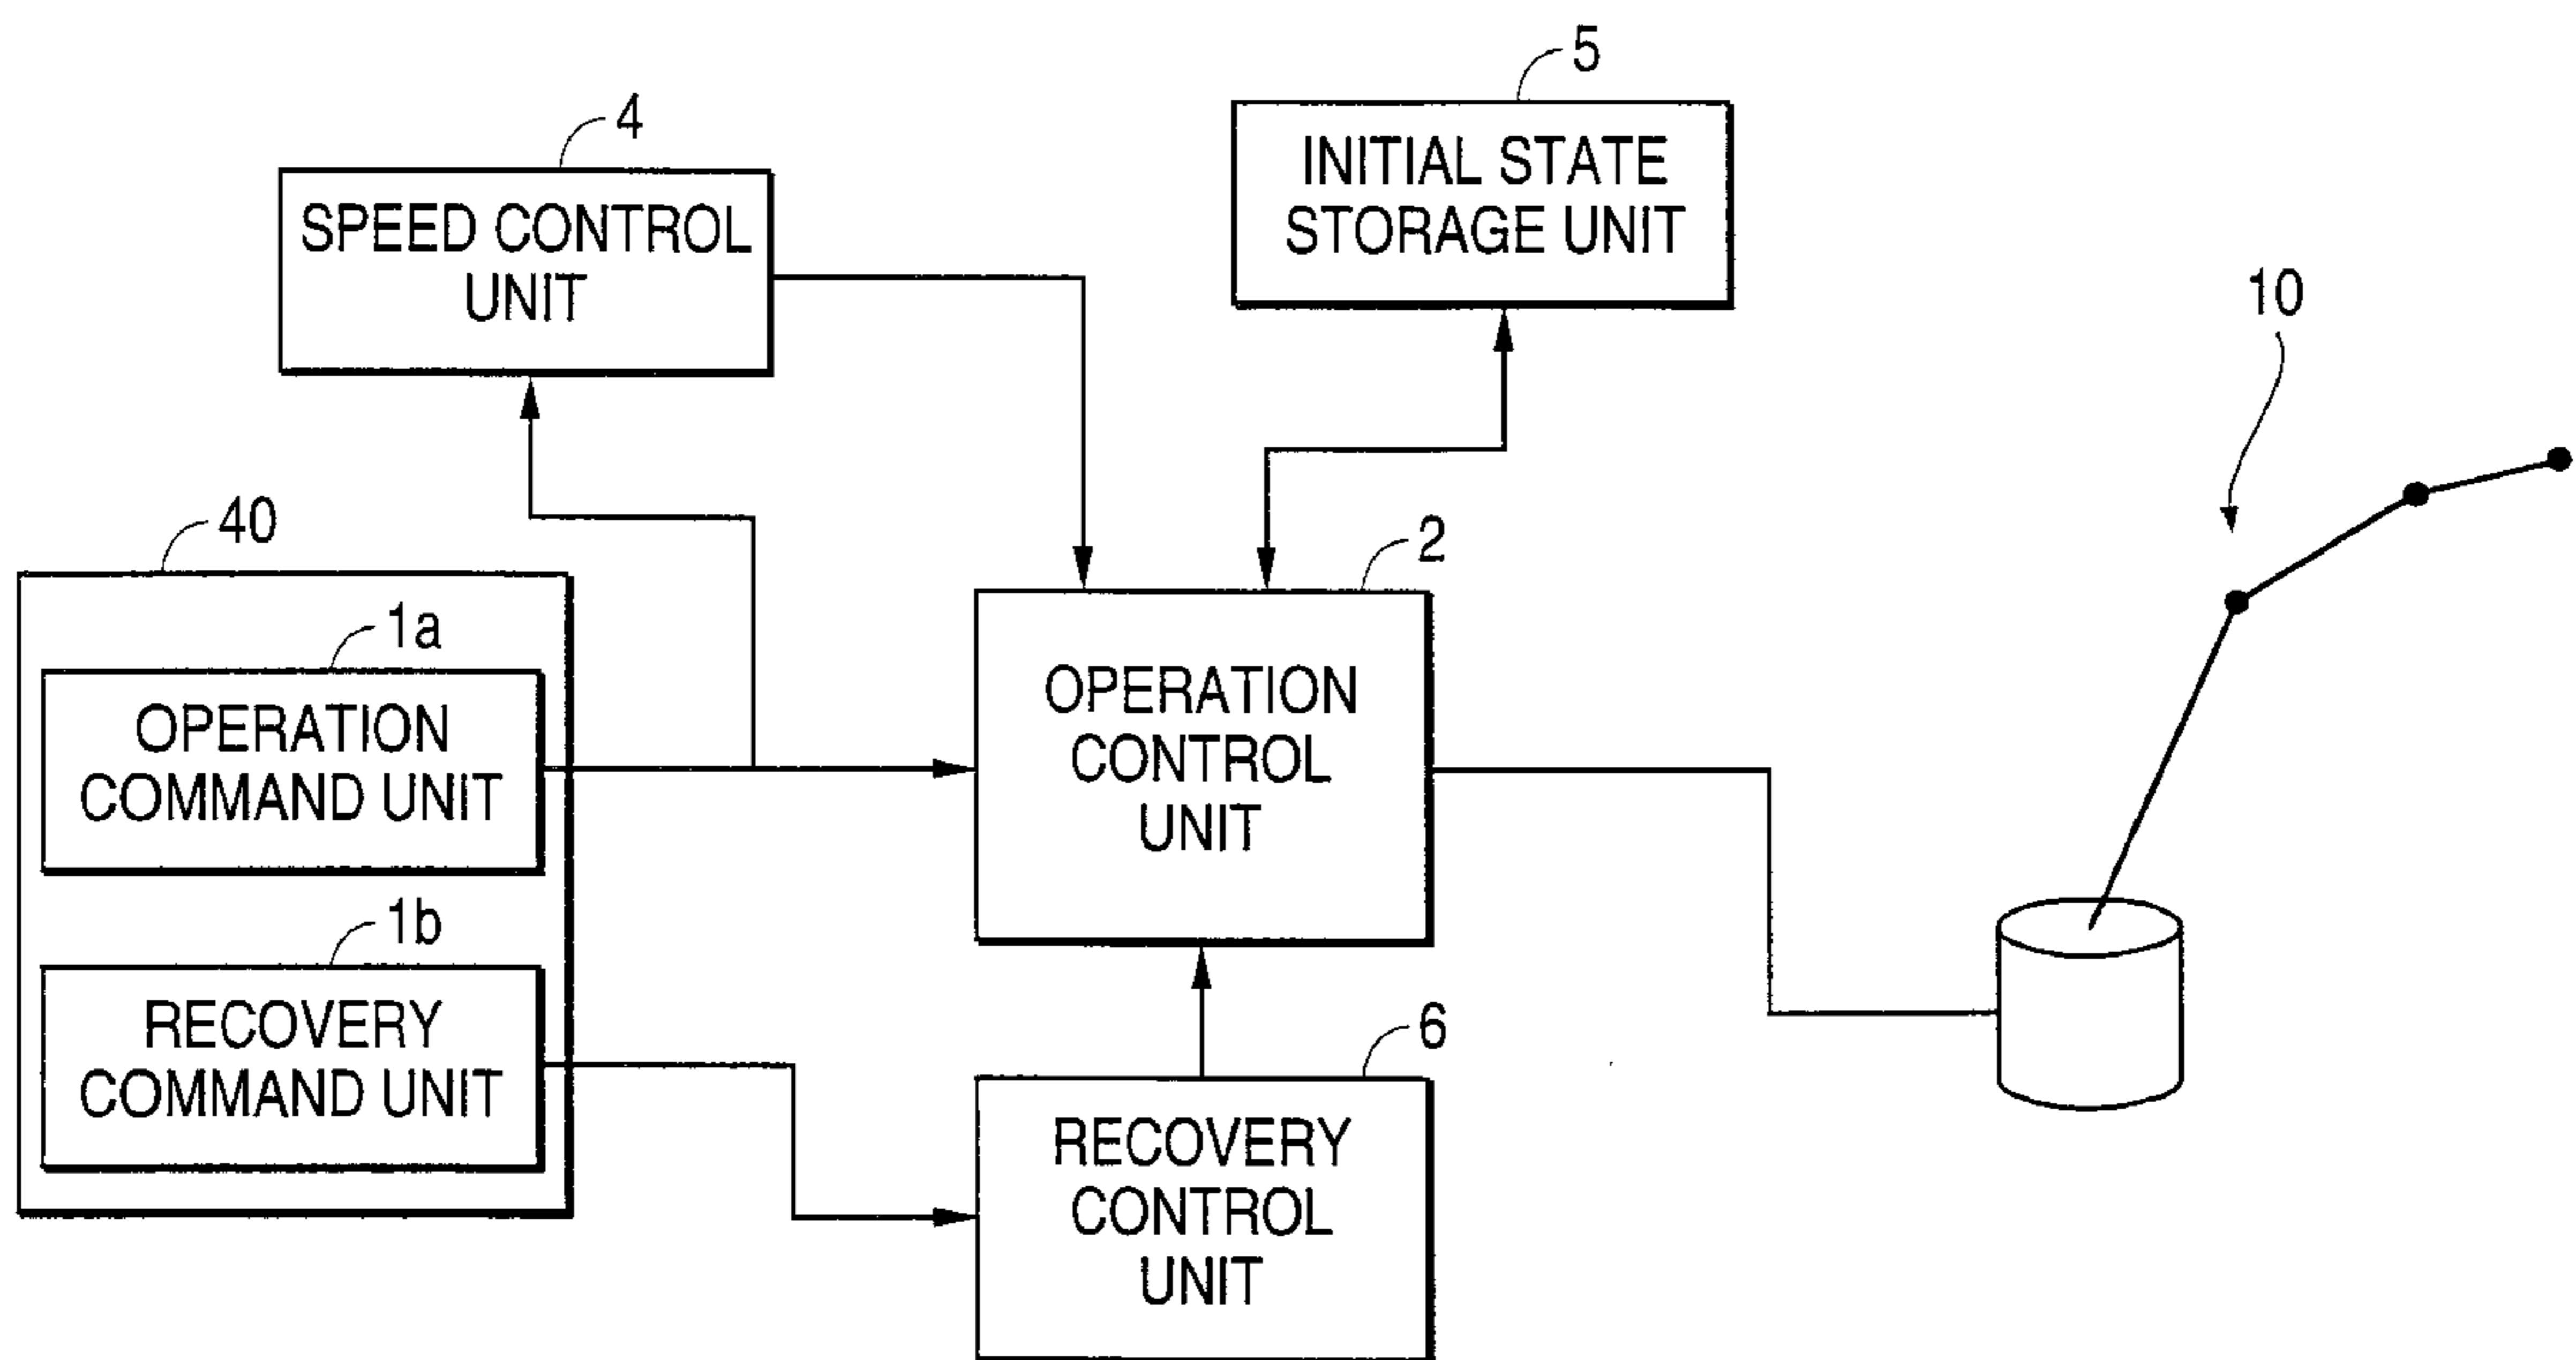 5
4
INITIAL STATE
STORAGE UNIT
SPEED CONTROL
UNIT
10
40
2
1a
OPERATION
COMMAND UNIT
OPERATION
CONTROL
UNIT
1b
RECOVERY
COMMAND UNIT
6
RECOVERY
CONTROL
UNIT